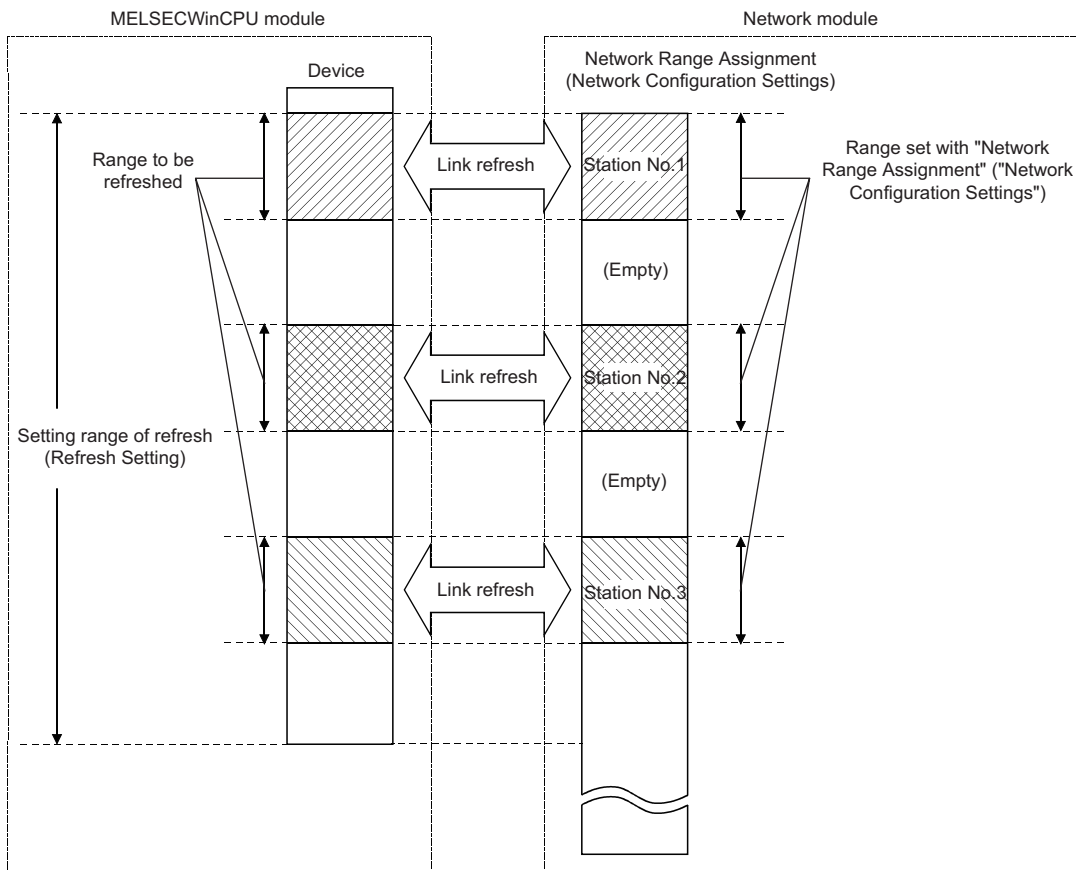 MELSECWinCPU module
Network module
Device
Network Range Assignment
(Network Configuration Settings)
Range to be
refreshed
Link refresh
Station No.1
Range set with "Network
Range Assignment" ("Network
Configuration Settings")
(Empty)
Link refresh
Station No.2
Setting range of refresh
(Refresh Setting)
(Empty)
Link refresh
Station No.3